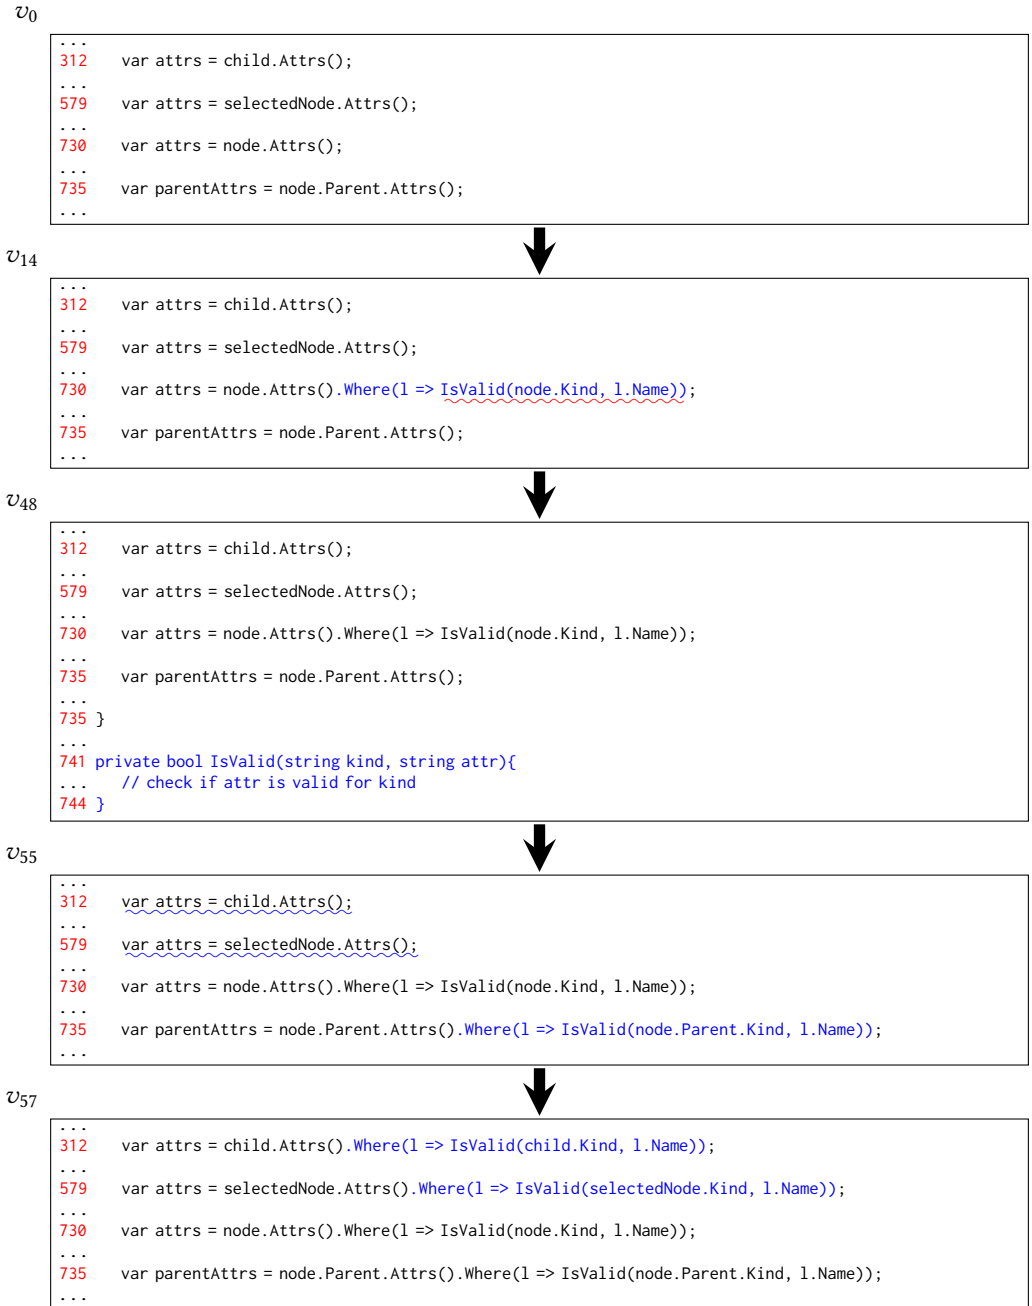 v0
...
312 var attrs = child.Attrs();
...
579 var attrs = selectedNode.Attrs();
...
730 var attrs = node.Attrs();
...
735 var parentAttrs = node.Parent.Attrs();
...
v14
...
312 var attrs = child.Attrs();
...
579 var attrs = selectedNode.Attrs();
...
730 var attrs = node.Attrs().Where(l => IsValid(node.Kind, l.Name));
...
735 var parentAttrs = node.Parent.Attrs();
...
v48
...
312 var attrs = child.Attrs();
...
579 var attrs = selectedNode.Attrs();
...
730 var attrs = node.Attrs().Where(l => IsValid(node.Kind, l.Name));
...
735 var parentAttrs = node.Parent.Attrs();
...
735 }
...
741 private bool IsValid(string kind, string attr){
... // check if attr is valid for kind
744 }
v55
...
312 var attrs = child.Attrs();
...
579 var attrs = selectedNode.Attrs();
...
730 var attrs = node.Attrs().Where(l => IsValid(node.Kind, l.Name));
...
735 var parentAttrs = node.Parent.Attrs().Where(l => IsValid(node.Parent.Kind, l.Name));
...
v57
...
312 var attrs = child.Attrs().Where(l => IsValid(child.Kind, l.Name));
...
579 var attrs = selectedNode.Attrs().Where(l => IsValid(selectedNode.Kind, l.Name));
...
730 var attrs = node.Attrs().Where(l => IsValid(node.Kind, l.Name));
...
735 var parentAttrs = node.Parent.Attrs().Where(l => IsValid(node.Parent.Kind, l.Name));
...